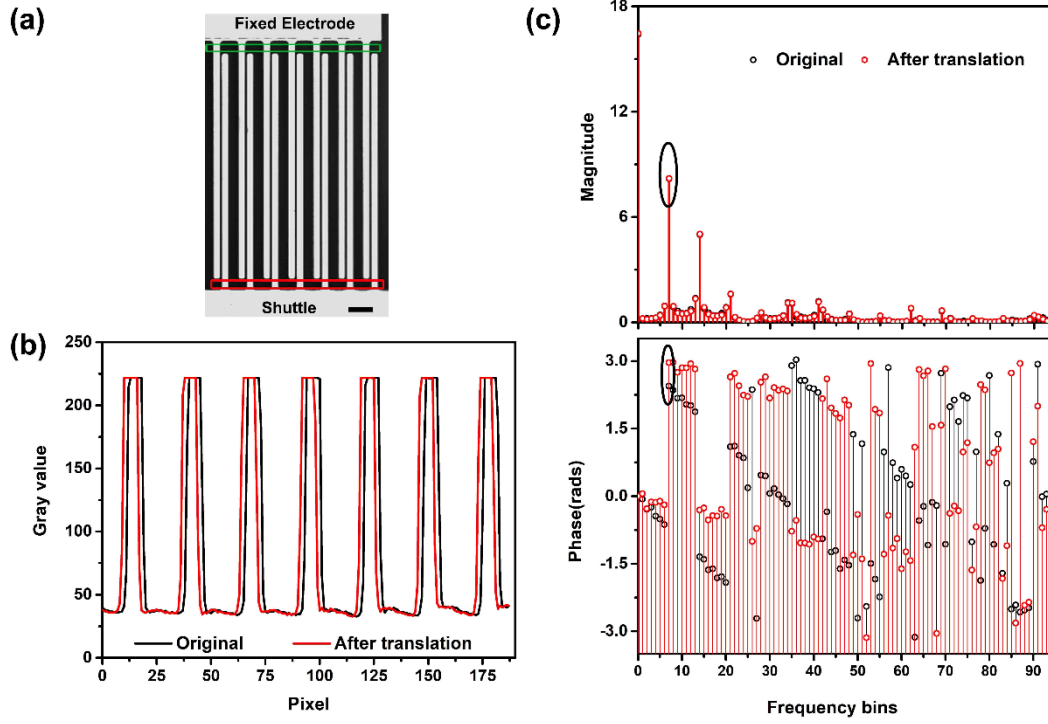 (a)
Fixed Electrode
Shuttle
(b)
250
200
150
100
50
0
Gray value
Original
After translation
0 25 50 75 100 125 150 175
Pixel
(c)
18
12
6
0
Magnitude
Original
After translation
3.0
1.5
0.0
-1.5
-3.0
Phase(rads)
0 10 20 30 40 50 60 70 80 90
Frequency bins